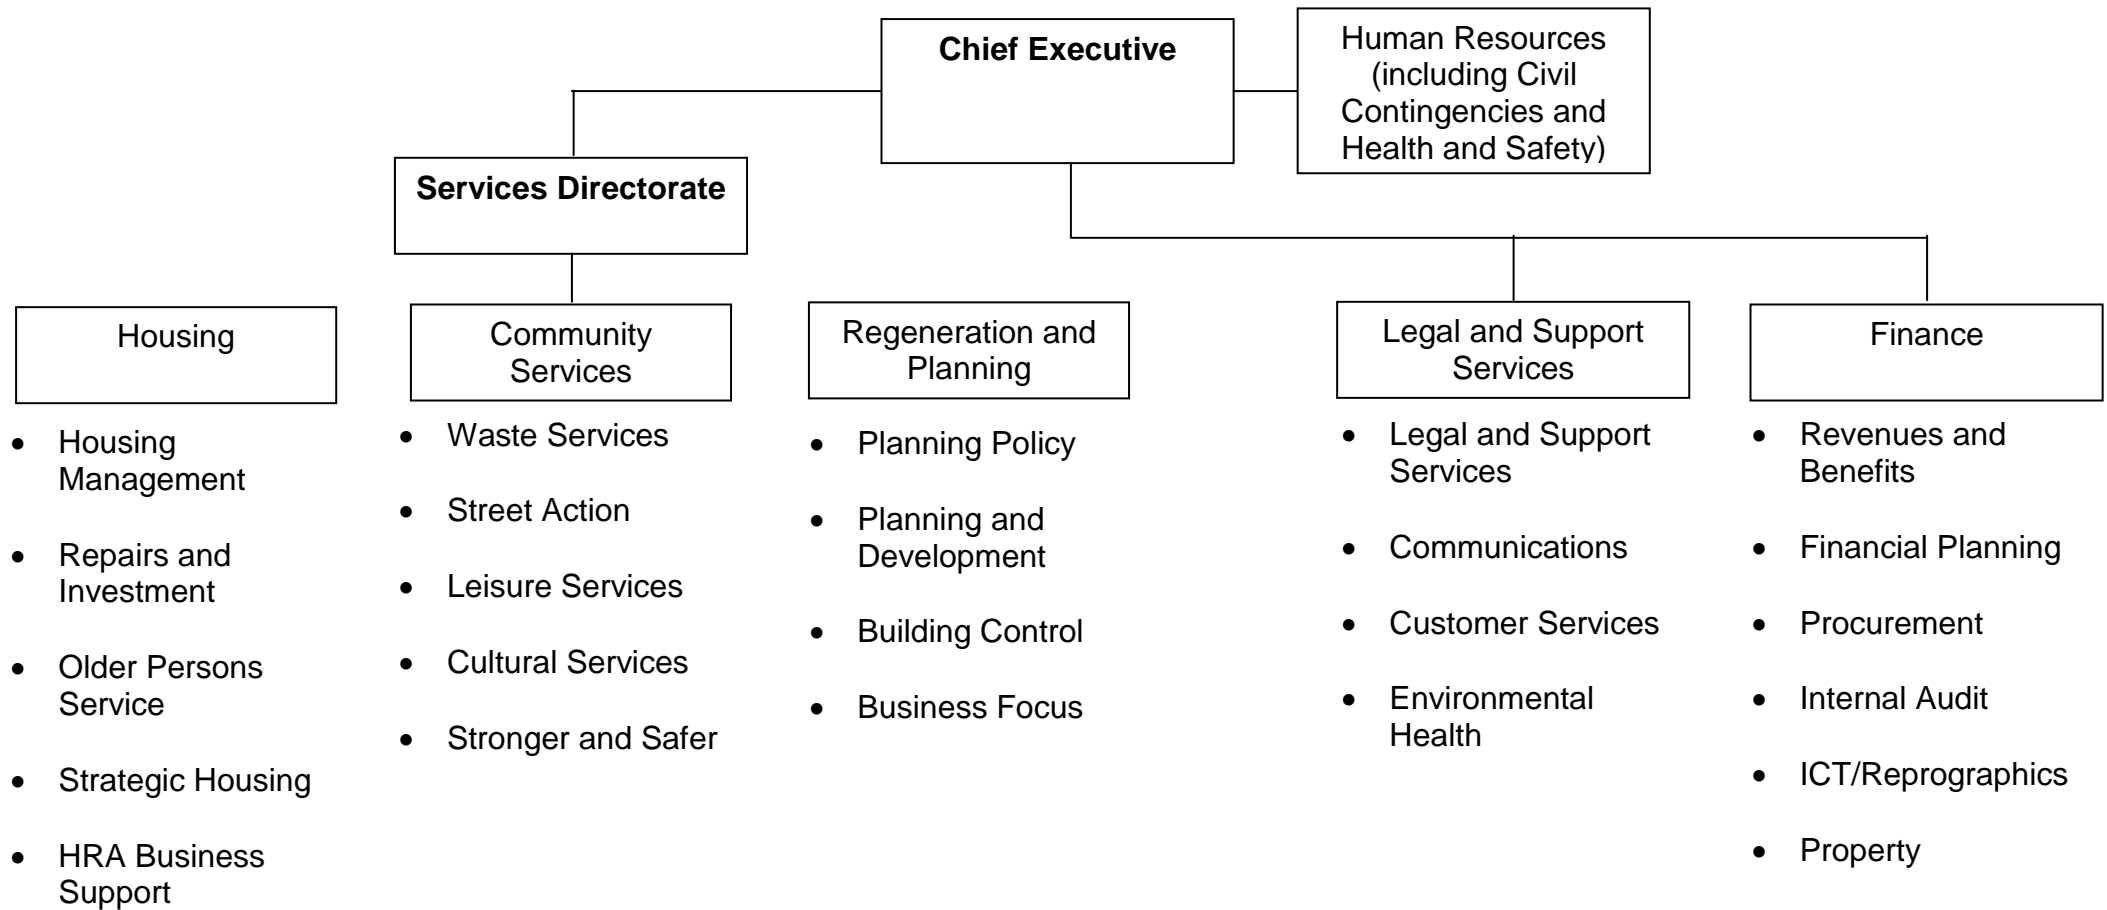 Chief Executive
Human Resources
(including Civil
Contingencies and
Health and Safety)
Services Directorate
Housing
Community
Services
Regeneration and
Planning
Legal and Support
Services
Finance
• Housing
Management
• Repairs and
Investment
• Older Persons
Service
• Strategic Housing
• HRA Business
Support
• Waste Services
• Street Action
• Leisure Services
• Cultural Services
• Stronger and Safer
• Planning Policy
• Planning and
Development
• Building Control
• Business Focus
• Legal and Support
Services
• Communications
• Customer Services
• Environmental
Health
• Revenues and
Benefits
• Financial Planning
• Procurement
• Internal Audit
• ICT/Reprographics
• Property